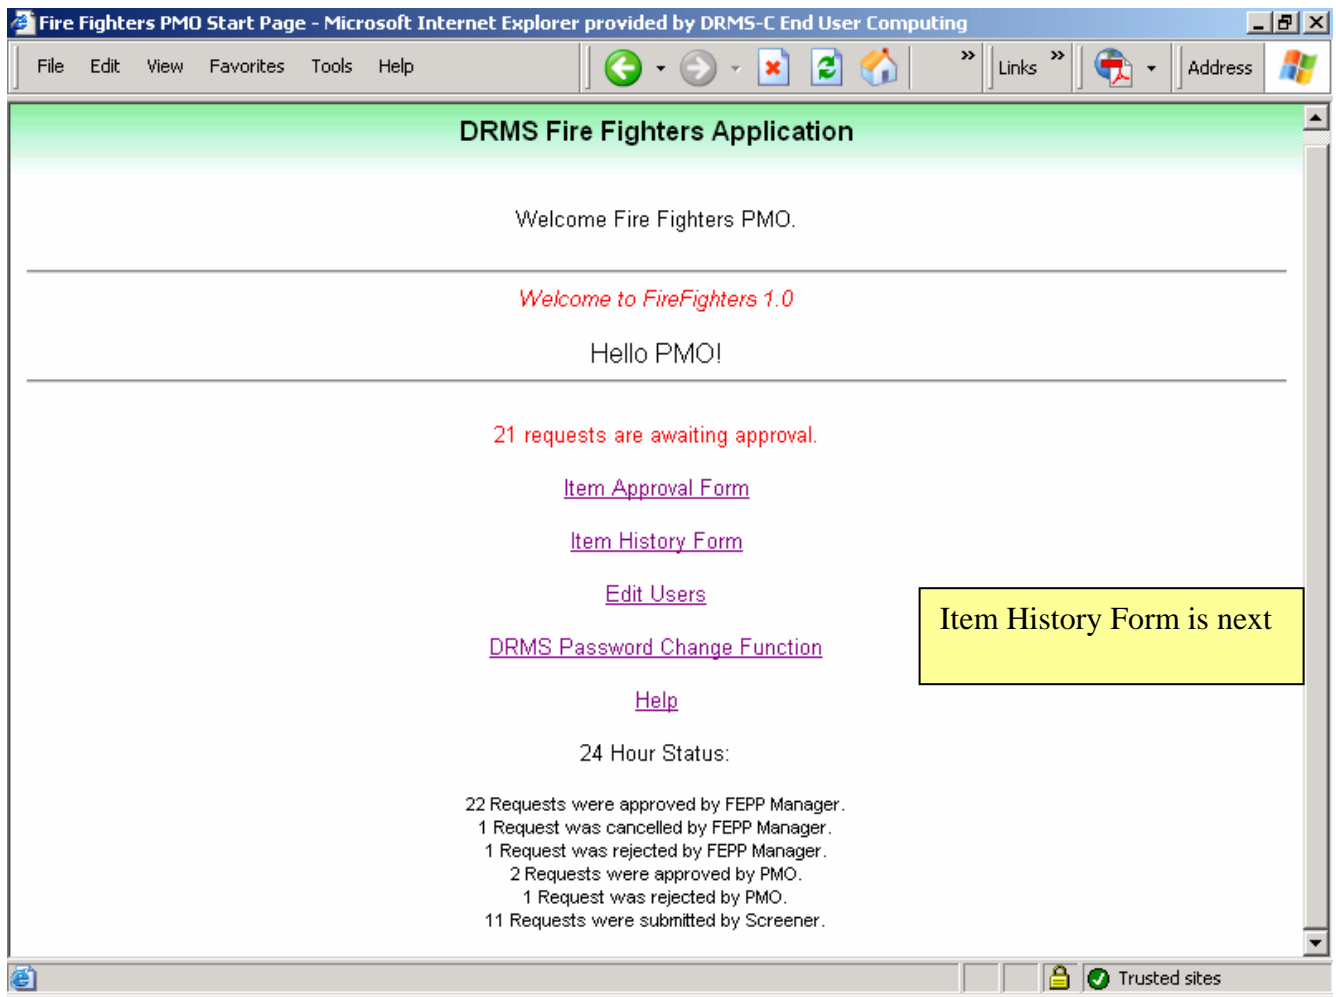 Fire Fighters PMO Start Page - Microsoft Internet Explorer provided by DRMS-C End User Computing
File Edit View Favorites Tools Help » Links » Address
DRMS Fire Fighters Application
Welcome Fire Fighters PMO.
Welcome to FireFighters 1.0
Hello PMO!
21 requests are awaiting approval.
Item Approval Form
Item History Form
Edit Users
Item History Form is next
DRMS Password Change Function
Help
24 Hour Status:
22 Requests were approved by FEPP Manager.
1 Request was cancelled by FEPP Manager.
1 Request was rejected by FEPP Manager.
2 Requests were approved by PMO.
1 Request was rejected by PMO.
11 Requests were submitted by Screener.
Trusted sites